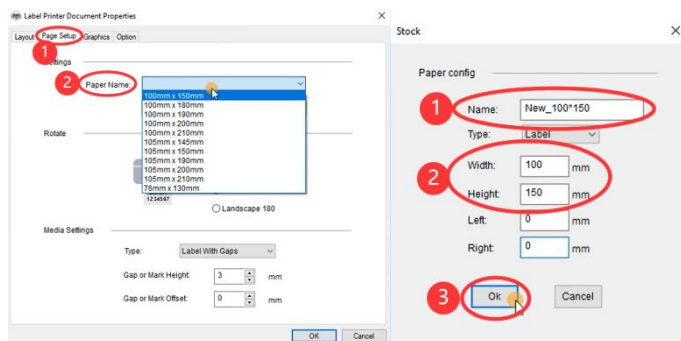 Label Printer Document Properties
Layout Page Setup Graphics Option
1
2 Paper Name:
100mm x 150mm
100mm x 180mm
100mm x 190mm
100mm x 200mm
100mm x 210mm
105mm x 145mm
105mm x 150mm
105mm x 190mm
105mm x 200mm
105mm x 210mm
76mm x 130mm
Rotate
1234567
Landscape 180
Media Settings
Type: Label With Gaps
Gap or Mark Height: 3 mm
Gap or Mark Offset: 0 mm
OK Cancel
Stock
Paper config
1 Name: New_100*150
Type: Label
2
Width: 100 mm
Height: 150 mm
Left: 0 mm
Right: 0 mm
3 Ok Cancel